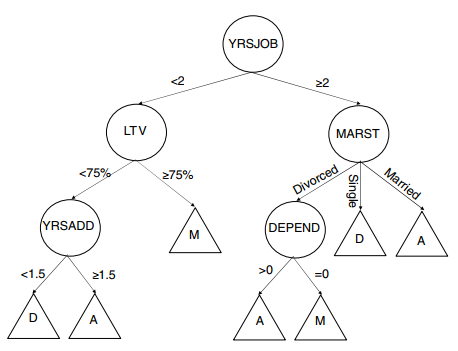 YRSJOB
<2
≥2
LTV
MARST
<75%
≥75%
Divorced
Single
Married
YRSADD
M
DEPEND
D
A
<1.5
≥1.5
>0
=0
D
A
A
M